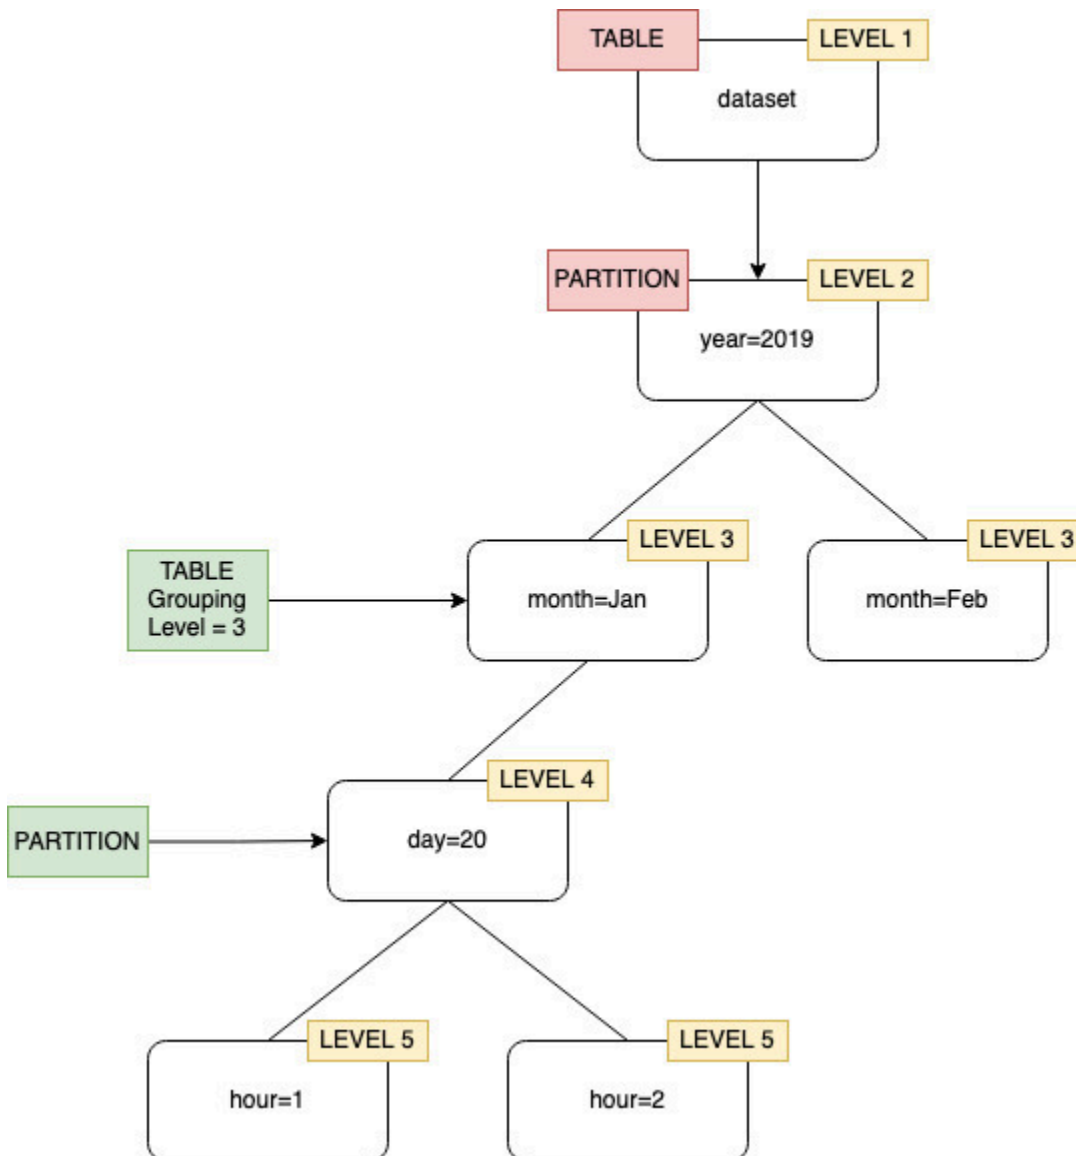 TABLE
LEVEL 1
dataset
PARTITION
LEVEL 2
year=2019
LEVEL 3
LEVEL 3
TABLE
Grouping
Level = 3
month=Jan
month=Feb
LEVEL 4
PARTITION
day=20
LEVEL 5
LEVEL 5
hour=1
hour=2